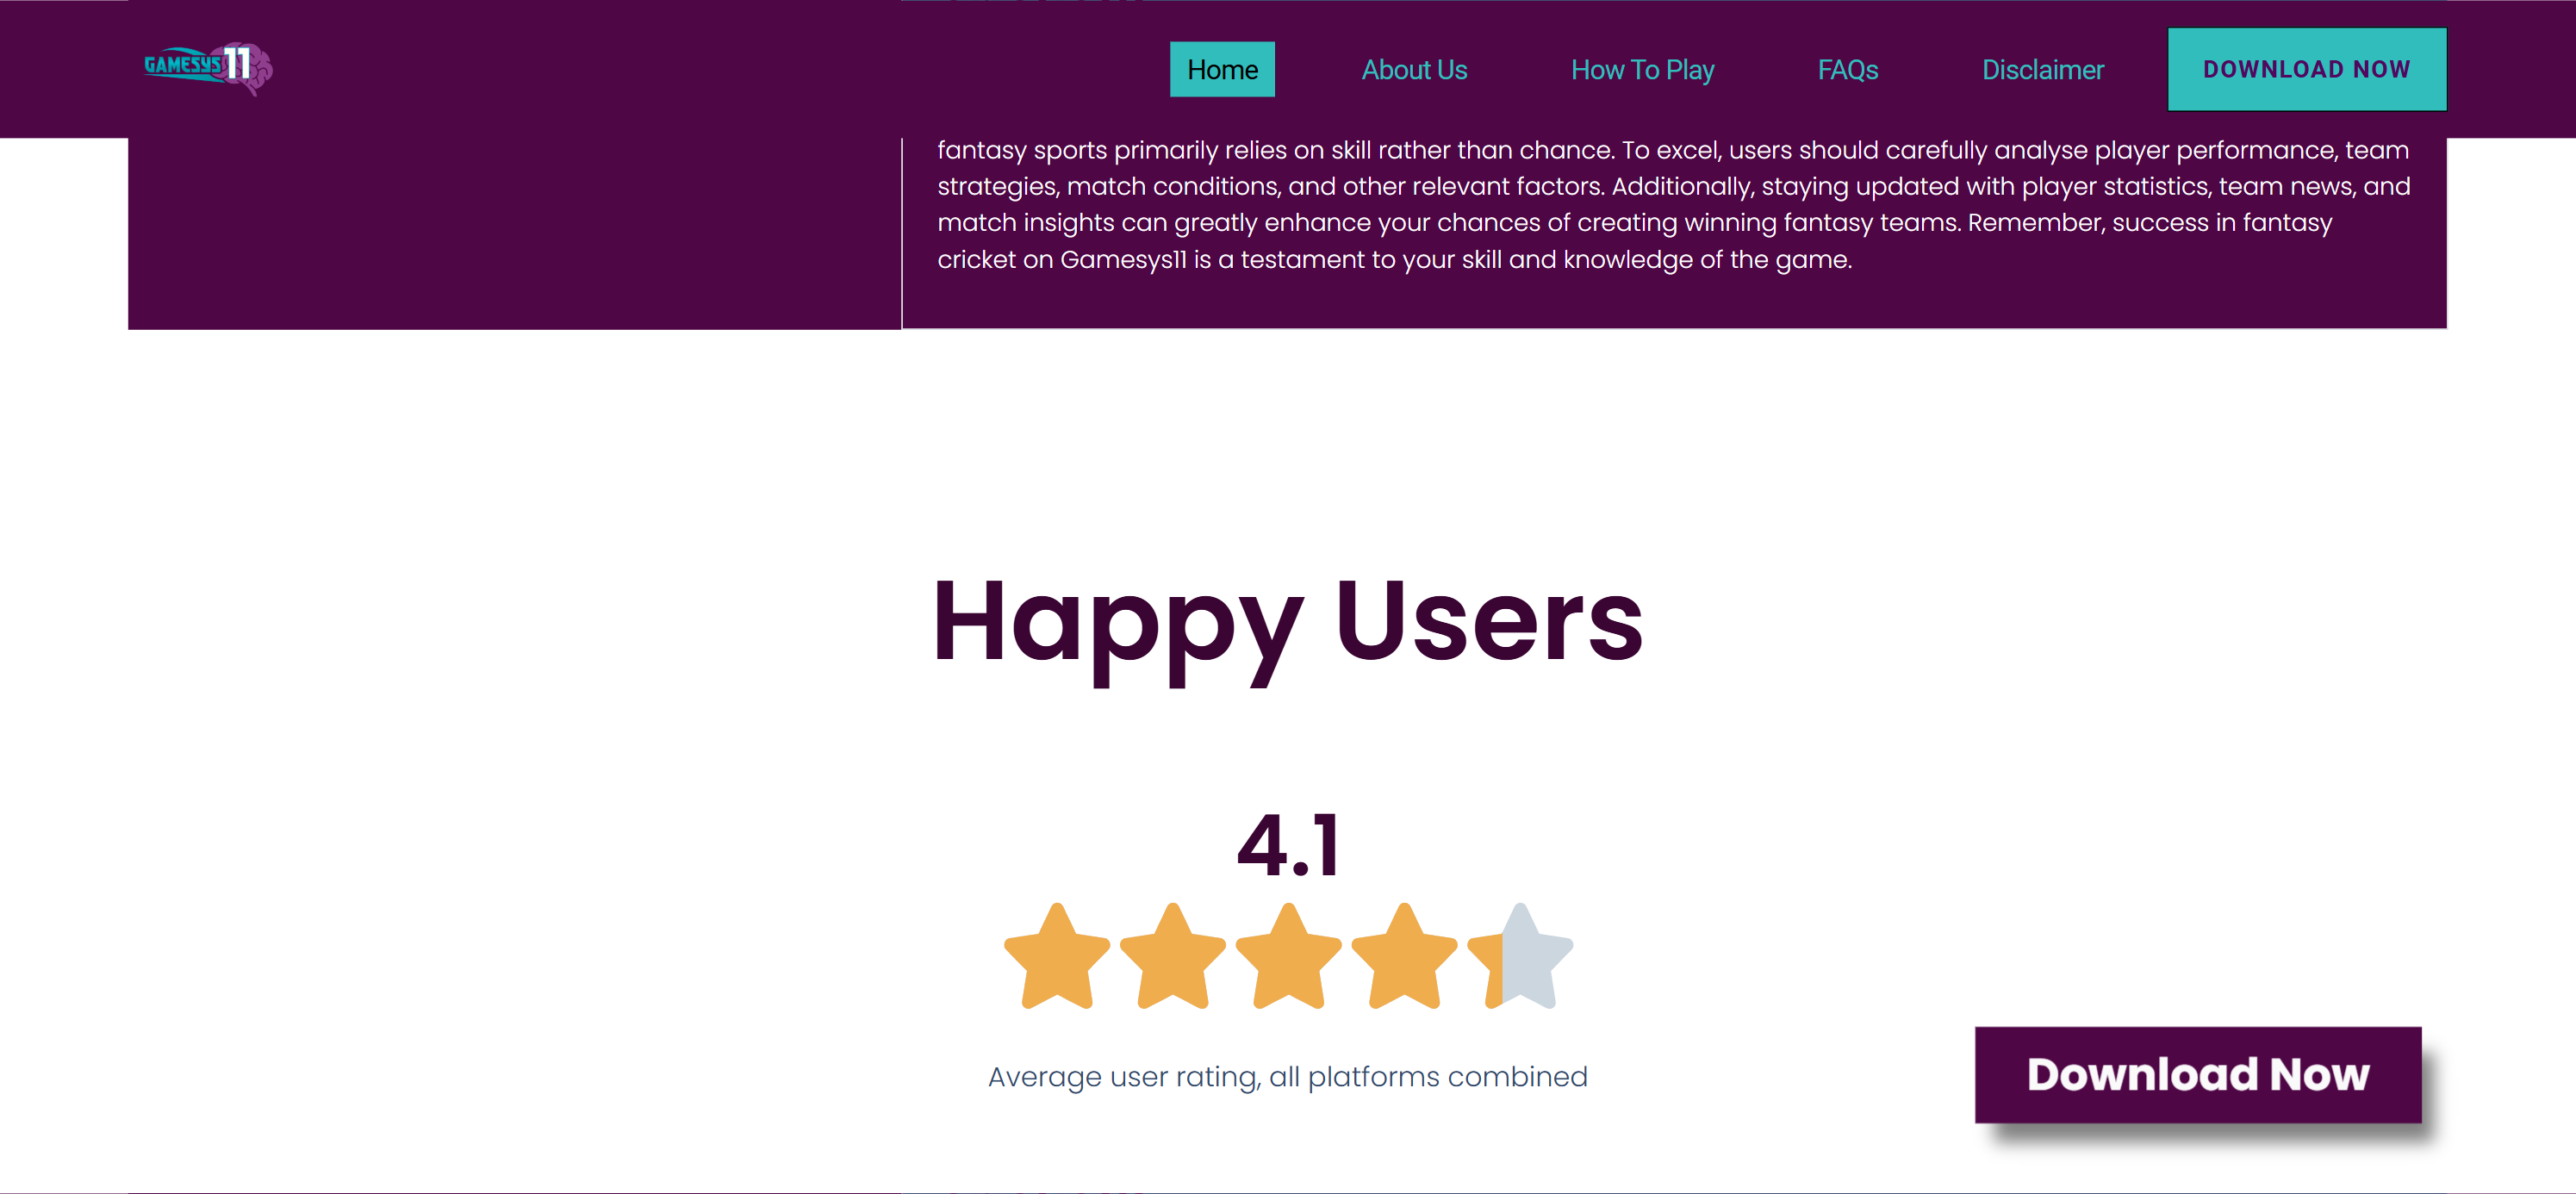 GAMESYS11
Home
About Us
How To Play
FAQs
Disclaimer
DOWNLOAD NOW
fantasy sports primarily relies on skill rather than chance. To excel, users should carefully analyse player performance, team
strategies, match conditions, and other relevant factors. Additionally, staying updated with player statistics, team news, and
match insights can greatly enhance your chances of creating winning fantasy teams. Remember, success in fantasy
cricket on Gamesys11 is a testament to your skill and knowledge of the game.
Happy Users
4.1
Average user rating, all platforms combined
Download Now